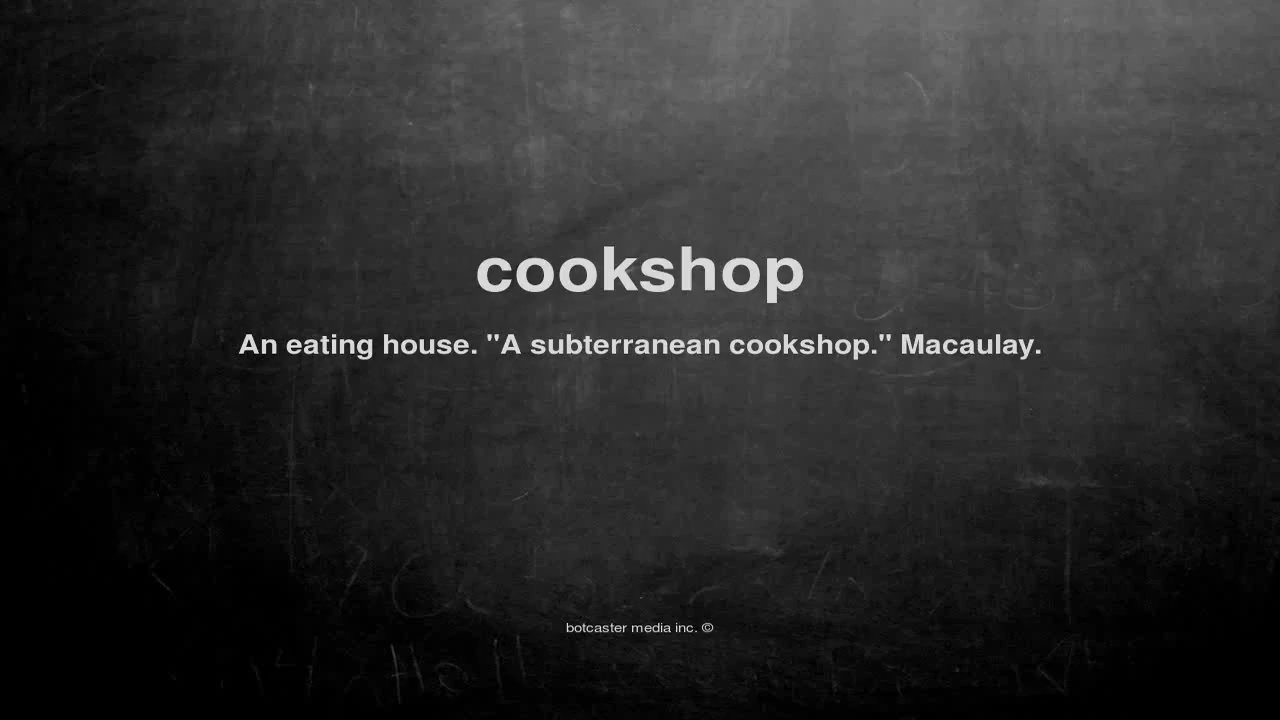 cookshop
An eating house. "A subterranean cookshop." Macaulay.
botcaster media inc. ©